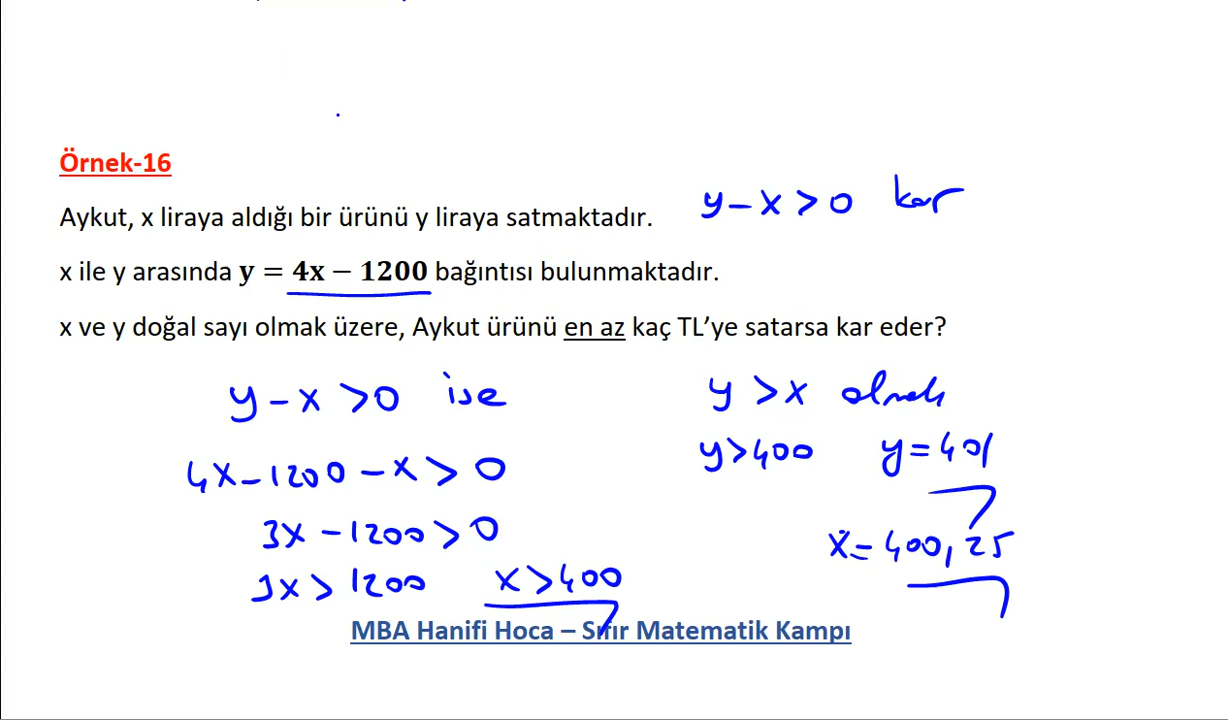 Örnek-16
Aykut, x liraya aldığı bir ürünü y liraya satmaktadır.
y - x > 0 kar
x ile y arasında y = 4x − 1200 bağıntısı bulunmaktadır.
x ve y doğal sayı olmak üzere, Aykut ürünü en az kaç TL'ye satarsa kar eder?
y - x > 0 ise
4x - 1200 - x > 0
3x - 1200 > 0
3x > 1200 x > 400
y > x olmalı
y > 400 y = 401
x = 400,25
MBA Hanifi Hoca – Sıfır Matematik Kampı